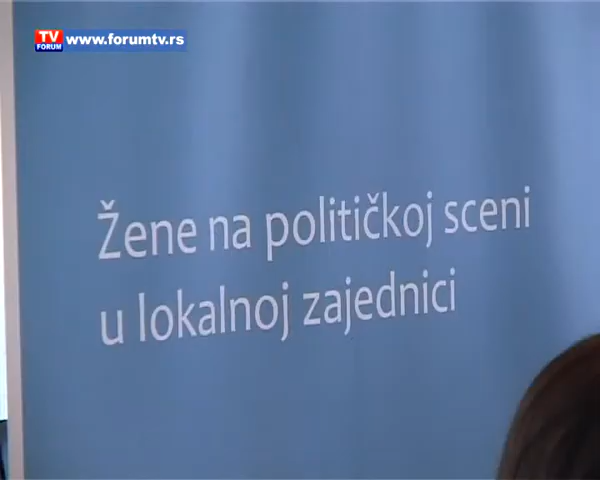 TV FORUM www.forumtv.rs
Žene na političkoj sceni
u lokalnoj zajednici